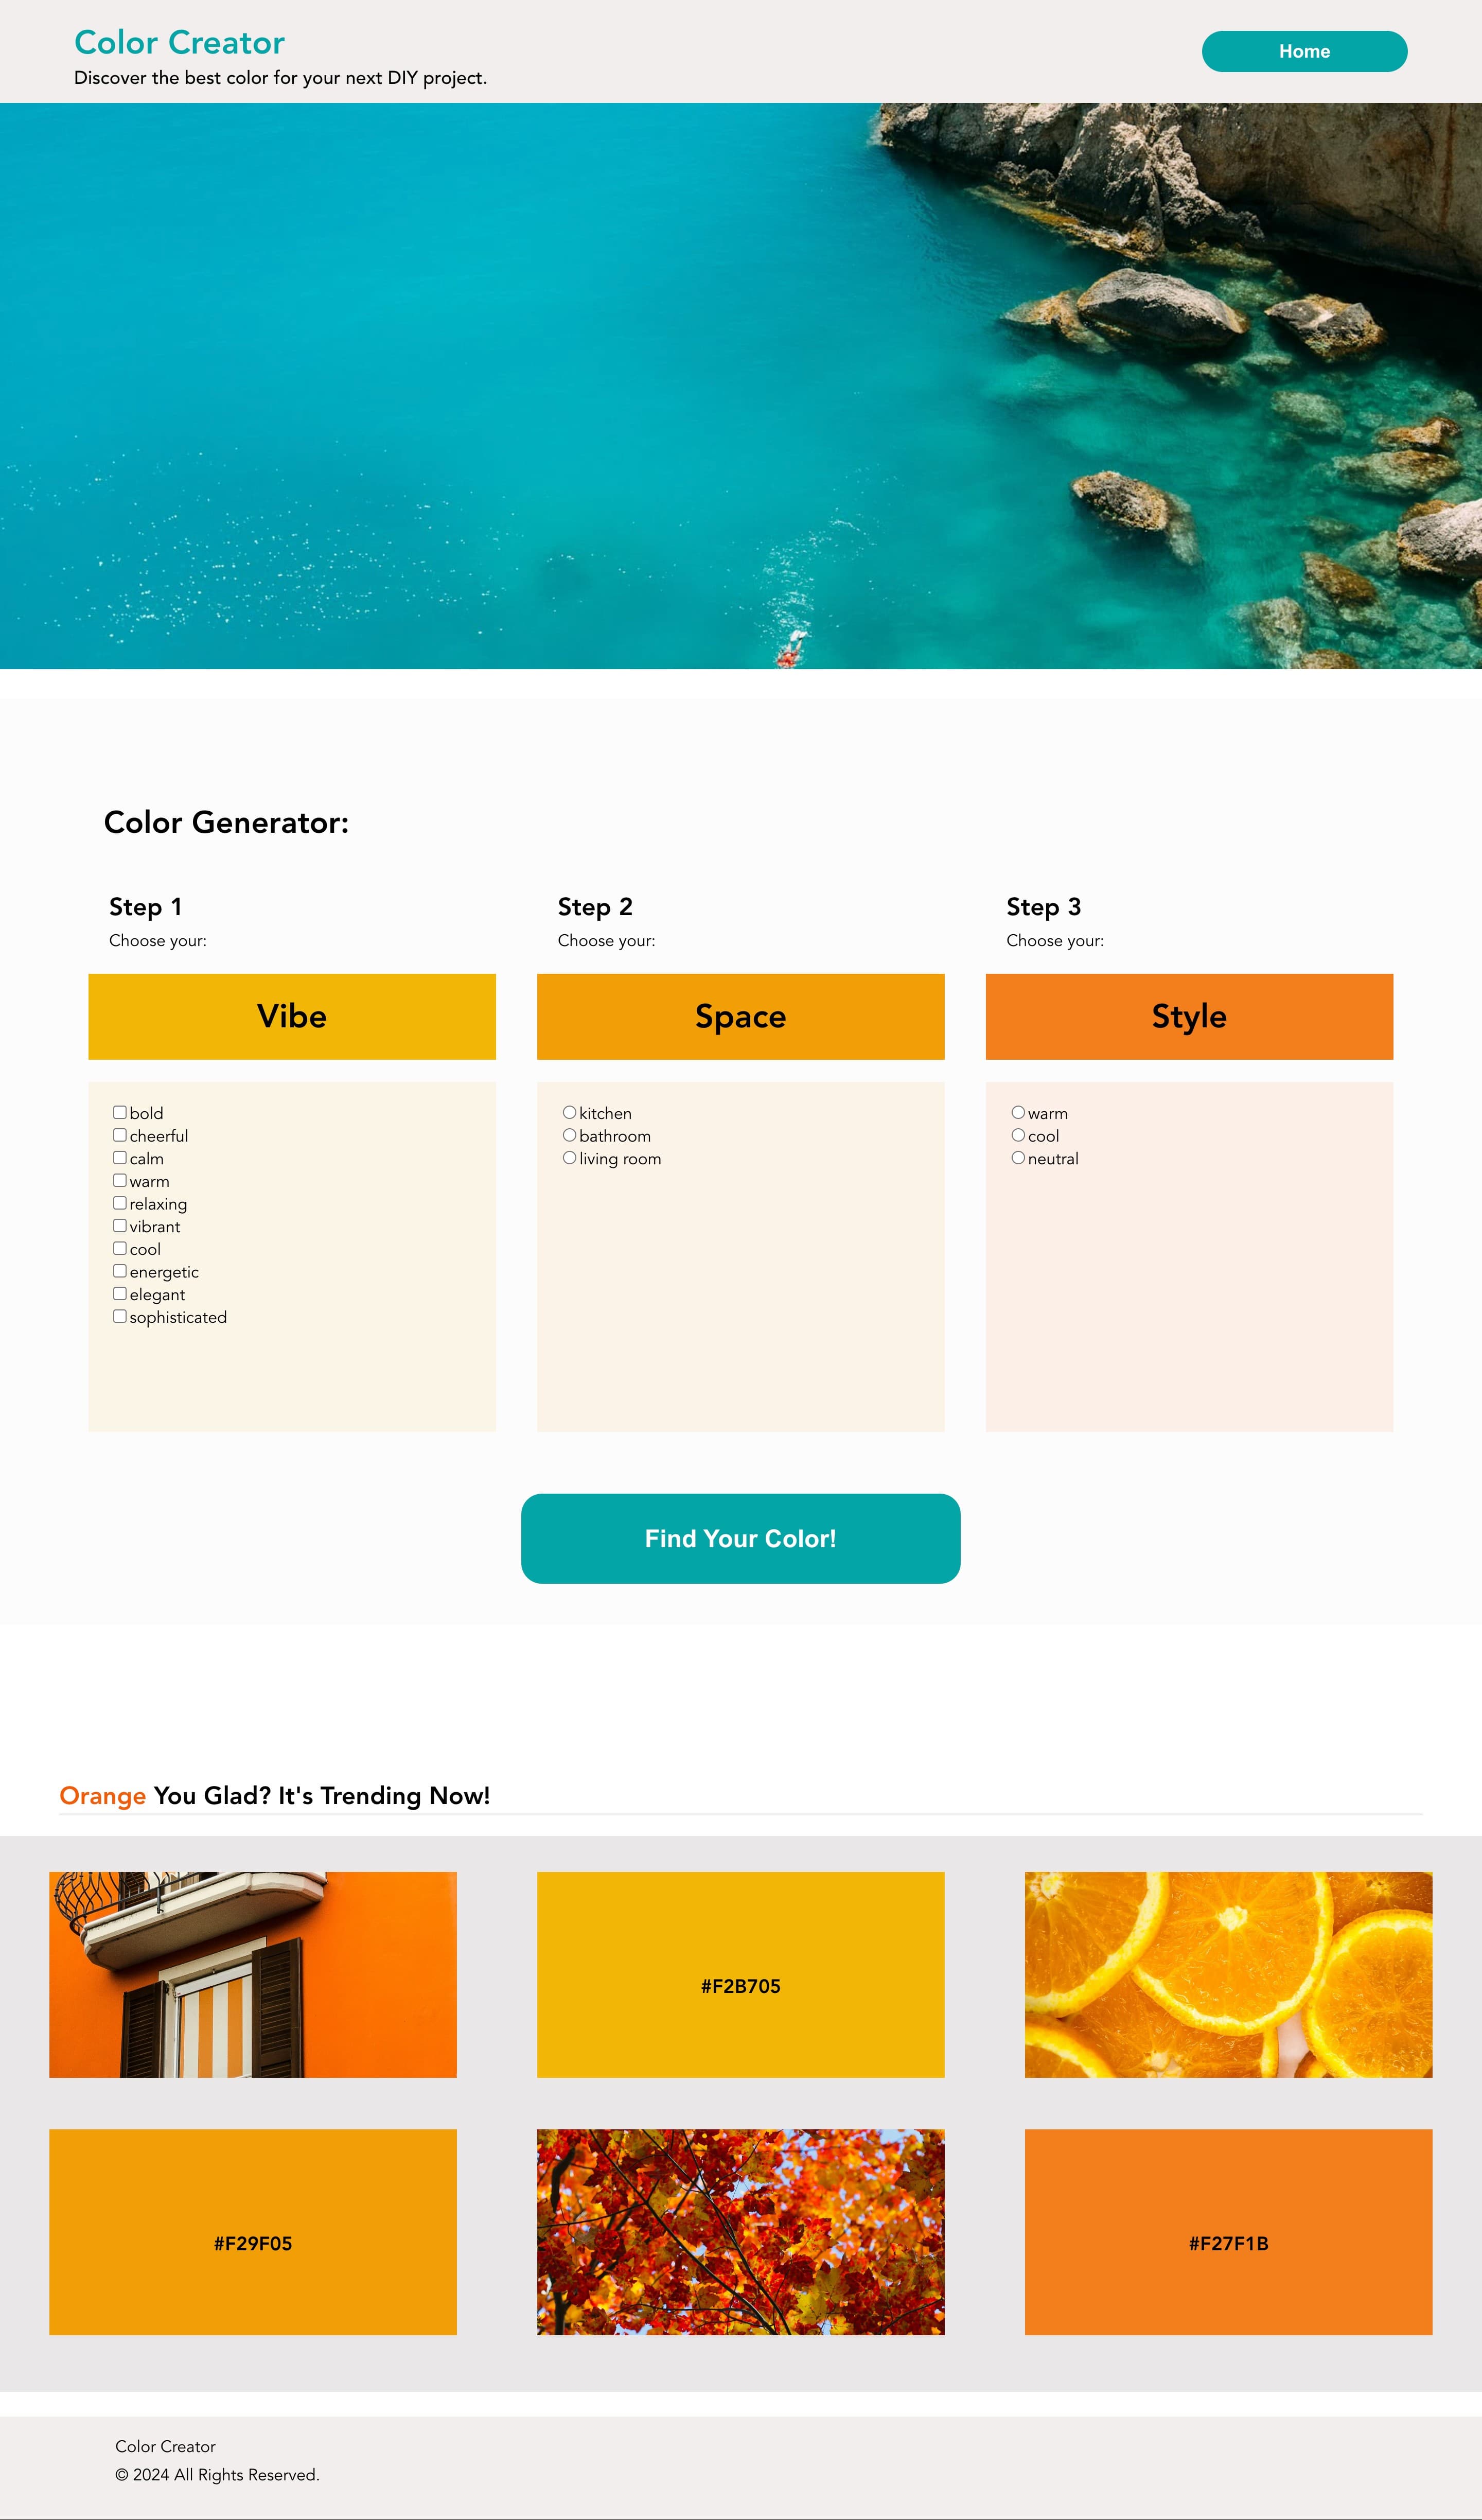 Color Creator
Discover the best color for your next DIY project.
Home
Color Generator:
Step 1
Choose your:
Vibe
bold
cheerful
calm
warm
relaxing
vibrant
cool
energetic
elegant
sophisticated
Step 2
Choose your:
Space
kitchen
bathroom
living room
Step 3
Choose your:
Style
warm
cool
neutral
Find Your Color!
Orange You Glad? It's Trending Now!
#F2B705
#F29F05
#F27F1B
Color Creator
© 2024 All Rights Reserved.